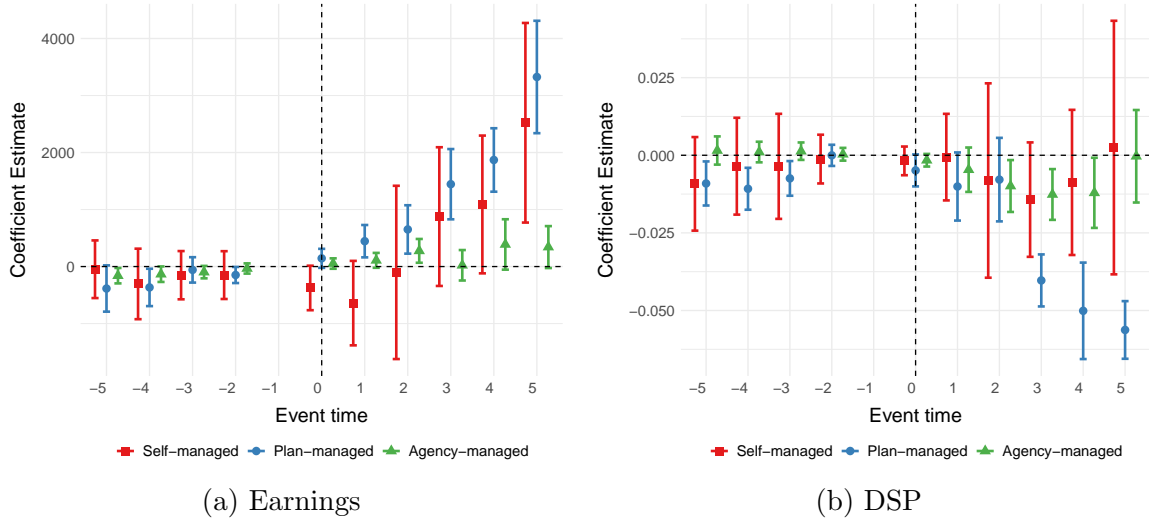 4000
2000
0
Coefficient Estimate
−5 −4 −3 −2 −1 0 1 2 3 4 5
Event time
Self−managed Plan−managed Agency−managed
(a) Earnings
0.025
0.000
−0.025
−0.050
Coefficient Estimate
−5 −4 −3 −2 −1 0 1 2 3 4 5
Event time
Self−managed Plan−managed Agency−managed
(b) DSP